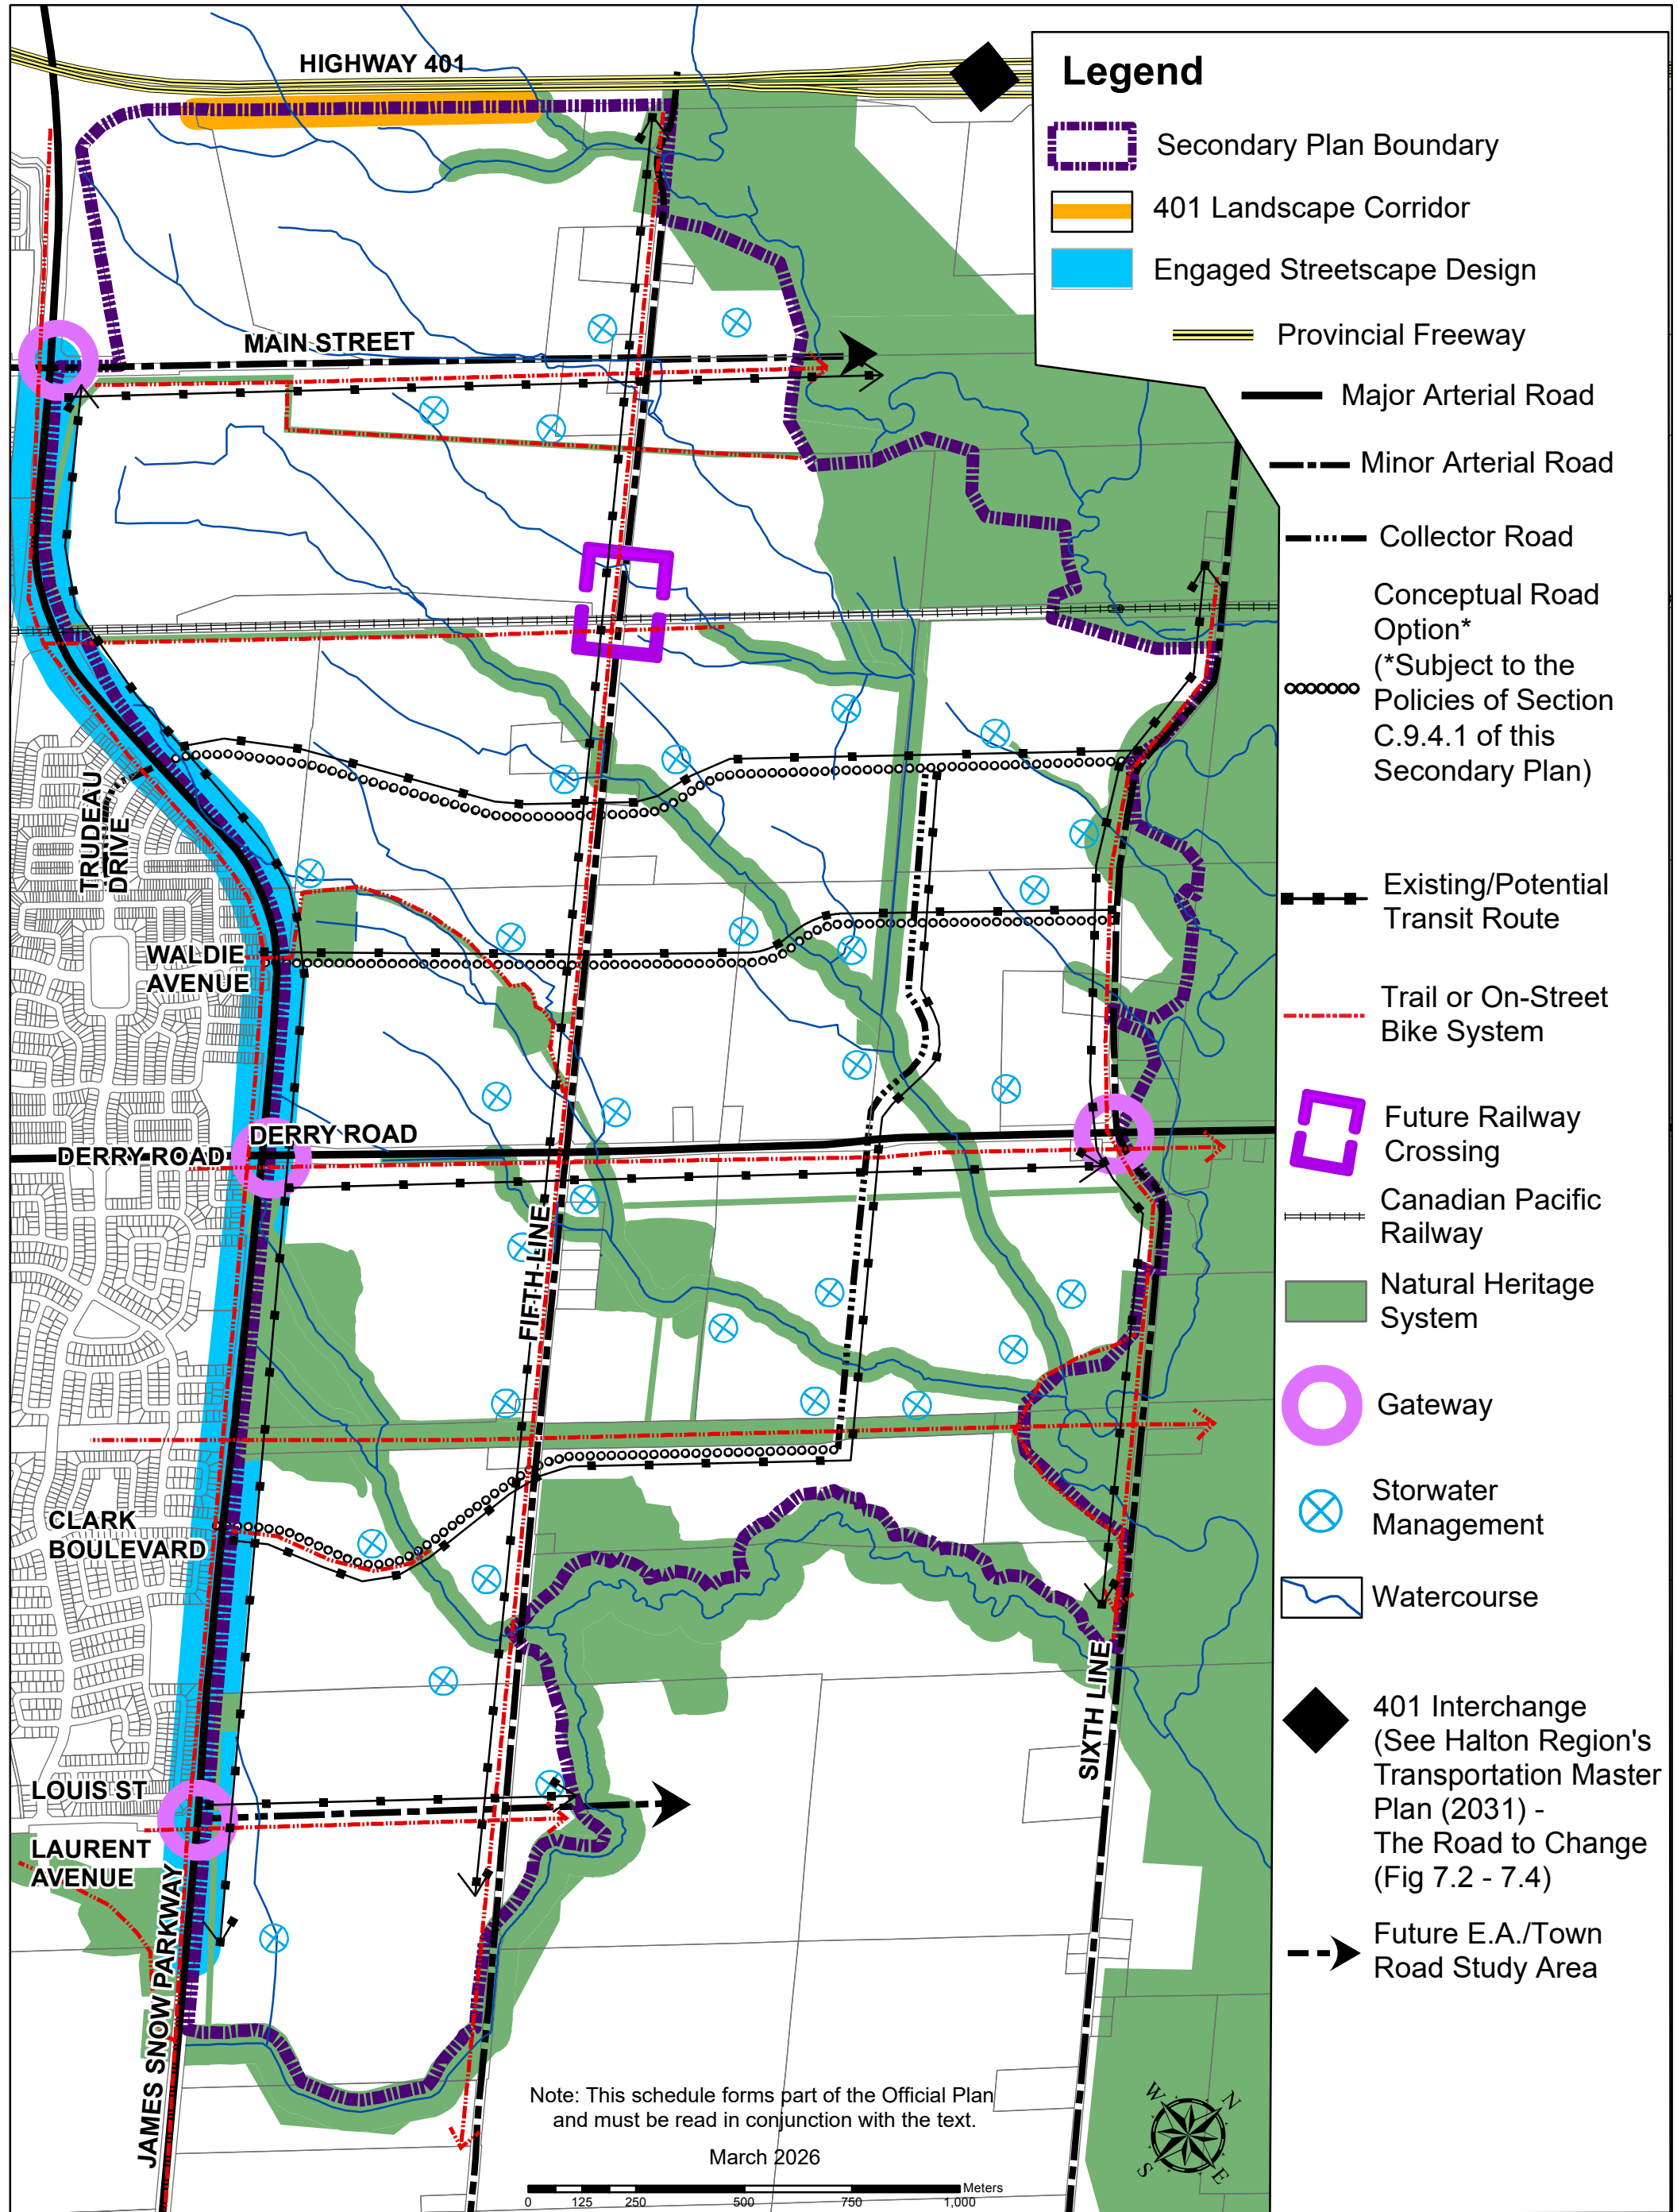 HIGHWAY 401
Legend
Secondary Plan Boundary
401 Landscape Corridor
Engaged Streetscape Design
Provincial Freeway
Major Arterial Road
Minor Arterial Road
Collector Road
Conceptual Road
Option*
(*Subject to the
Policies of Section
C.9.4.1 of this
Secondary Plan)
Existing/Potential
Transit Route
Trail or On-Street
Bike System
Future Railway
Crossing
Canadian Pacific
Railway
Natural Heritage
System
Gateway
Storwater
Management
Watercourse
401 Interchange
(See Halton Region's
Transportation Master
Plan (2031) -
The Road to Change
(Fig 7.2 - 7.4)
Future E.A./Town
Road Study Area
MAIN STREET
TRUDEAU
DRIVE
WALDIE
AVENUE
DERRY ROAD
DERRY ROAD
FIFTH LINE
CLARK
BOULEVARD
SIXTH LINE
LOUIS ST
LAURENT
AVENUE
JAMES SNOW PARKWAY
Note: This schedule forms part of the Official Plan
and must be read in conjunction with the text.
March 2026
W N
S E
Meters
0 125 250 500 750 1,000